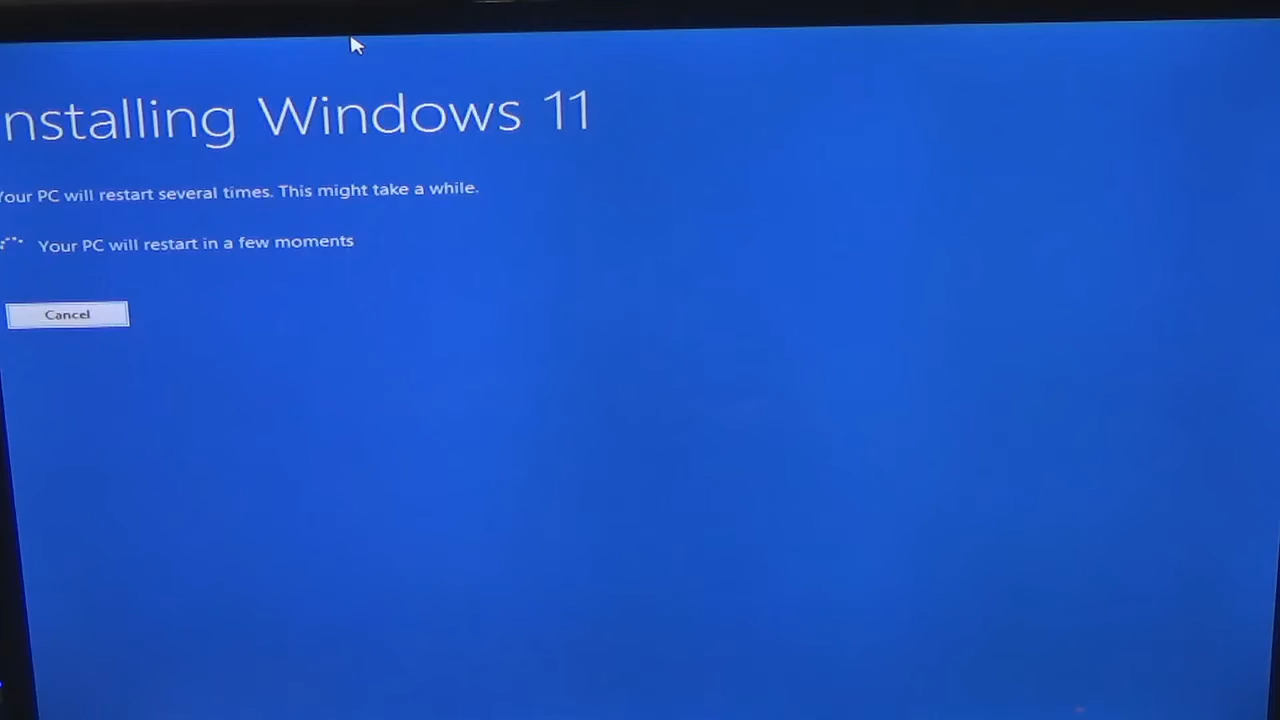 nstalling Windows 11
Your PC will restart several times. This might take a while.
Your PC will restart in a few moments
Cancel